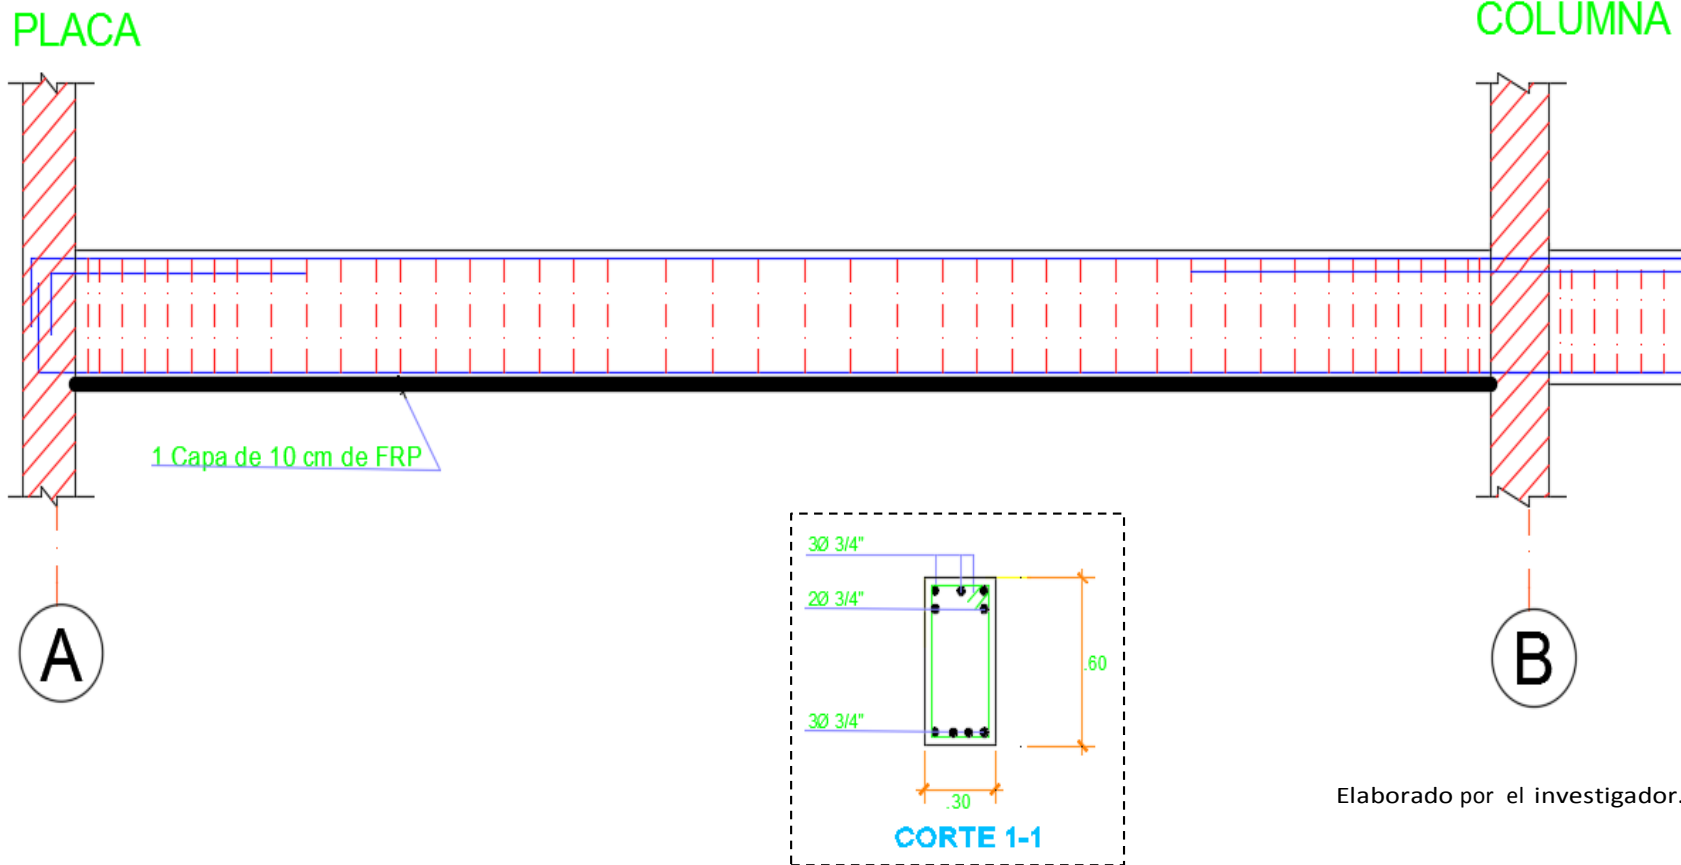 PLACA
COLUMNA
1 Capa de 10 cm de FRP
3Ø 3/4"
2Ø 3/4"
.60
3Ø 3/4"
.30
CORTE 1-1
A
B
Elaborado por el investigador.